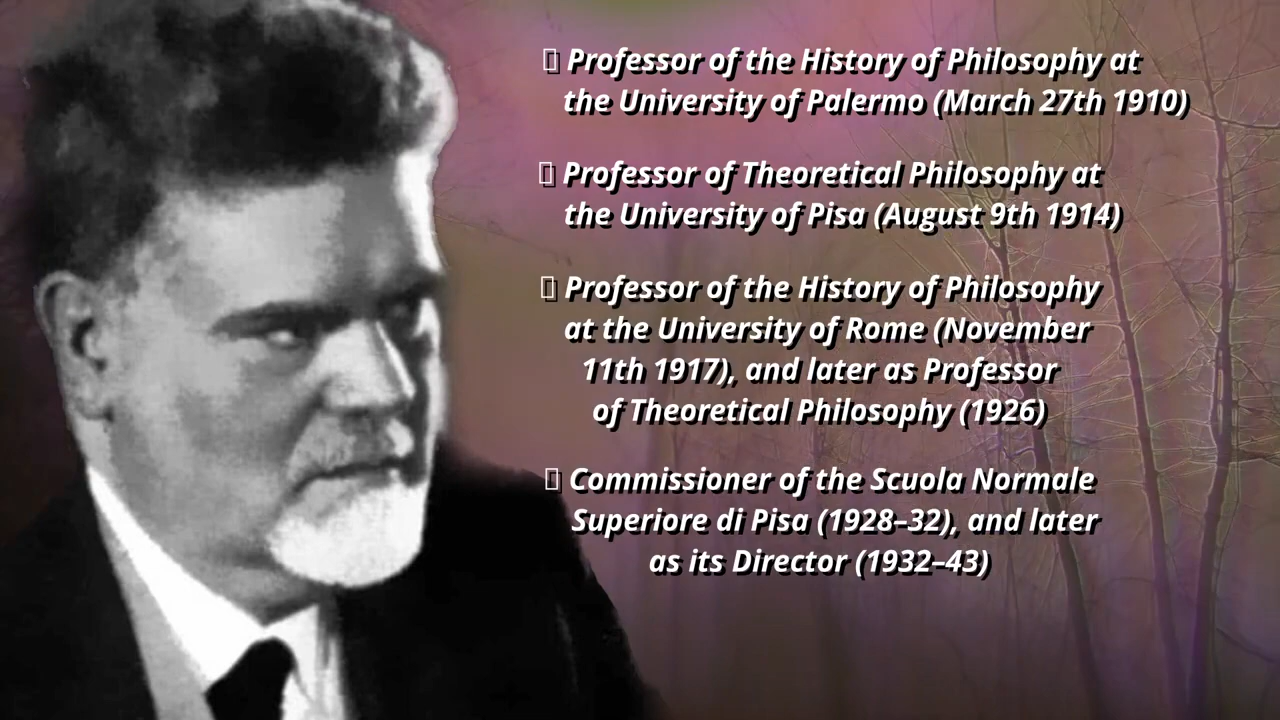 Professor of the History of Philosophy at
the University of Palermo (March 27th 1910)
Professor of Theoretical Philosophy at
the University of Pisa (August 9th 1914)
Professor of the History of Philosophy
at the University of Rome (November
11th 1917), and later as Professor
of Theoretical Philosophy (1926)
Commissioner of the Scuola Normale
Superiore di Pisa (1928–32), and later
as its Director (1932–43)